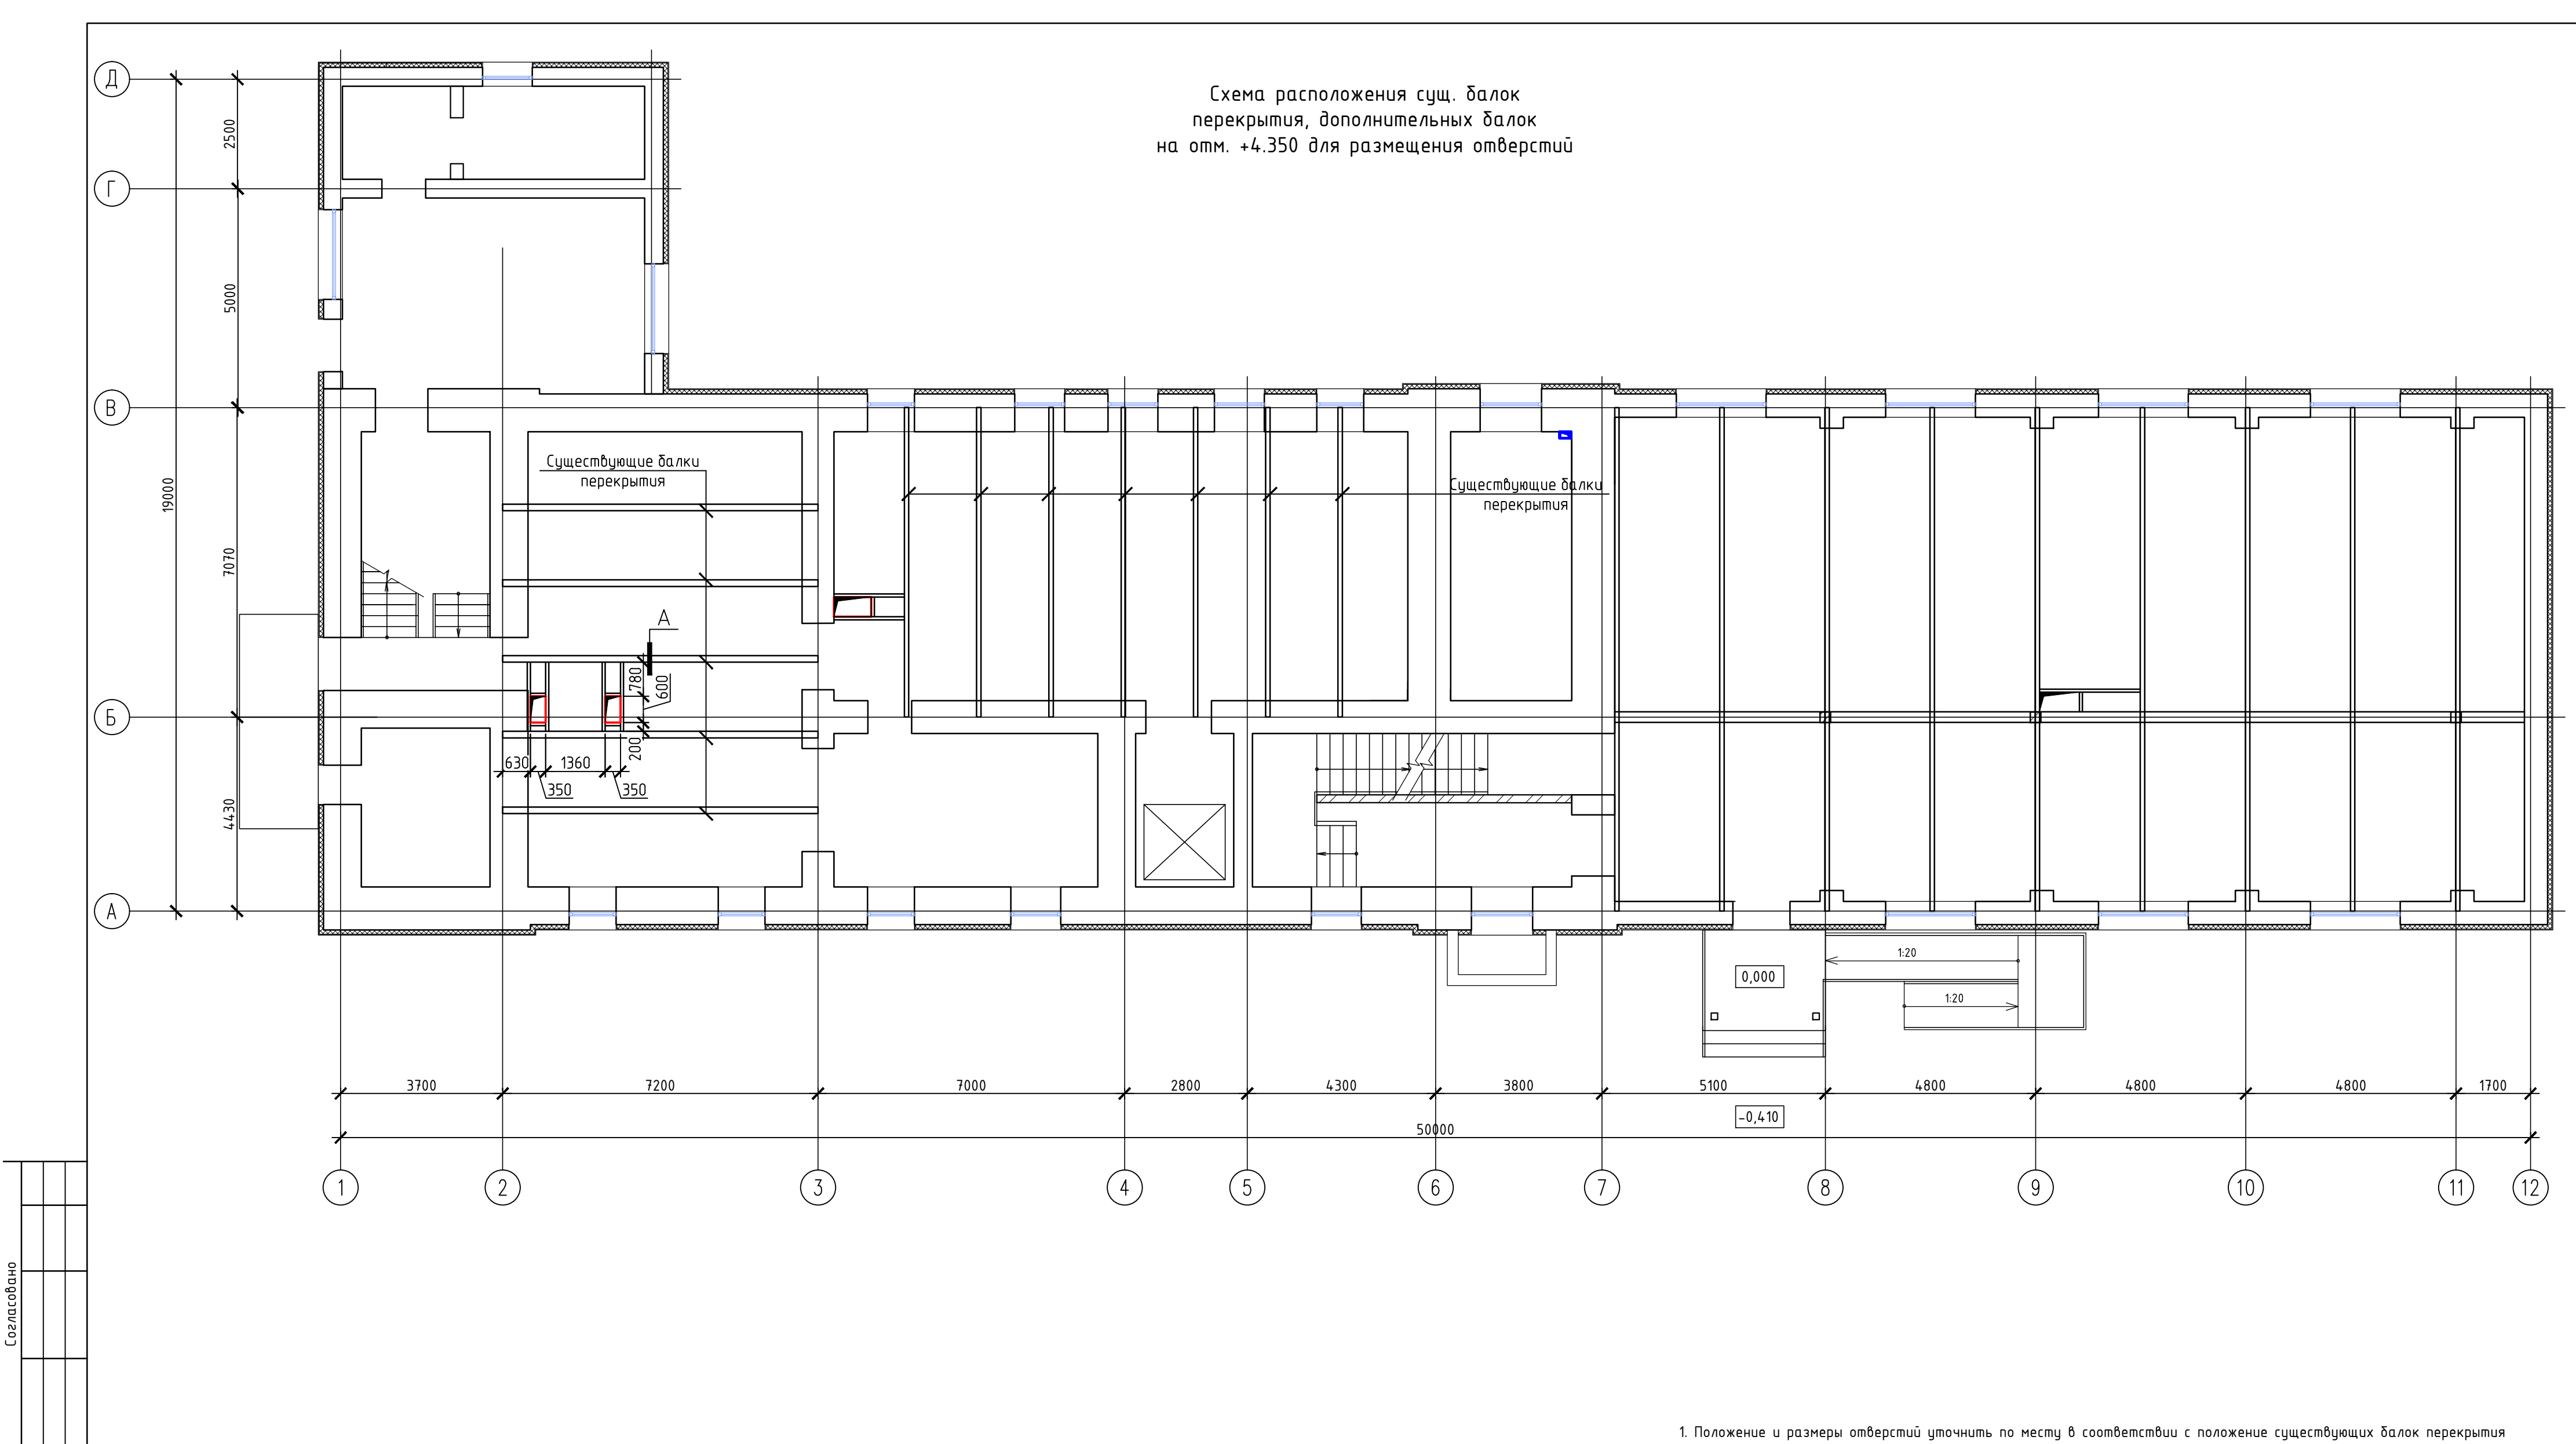 Схема расположения сущ. балок
перекрытия, дополнительных балок
на отм. +4.350 для размещения отверстий
Д
Г
В
Б
А
2500
5000
19000
7070
4430
Существующие балки
перекрытия
Существующие балки
перекрытия
А
780
600
200
630
1360
350
350
1:20
0,000
1:20
3700
7200
7000
2800
4300
3800
5100
4800
4800
4800
1700
-0,410
50000
1
2
3
4
5
6
7
8
9
10
11
12
Согласовано
1. Положение и размеры отверстий уточнить по месту в соответствии с положение существующих балок перекрытия